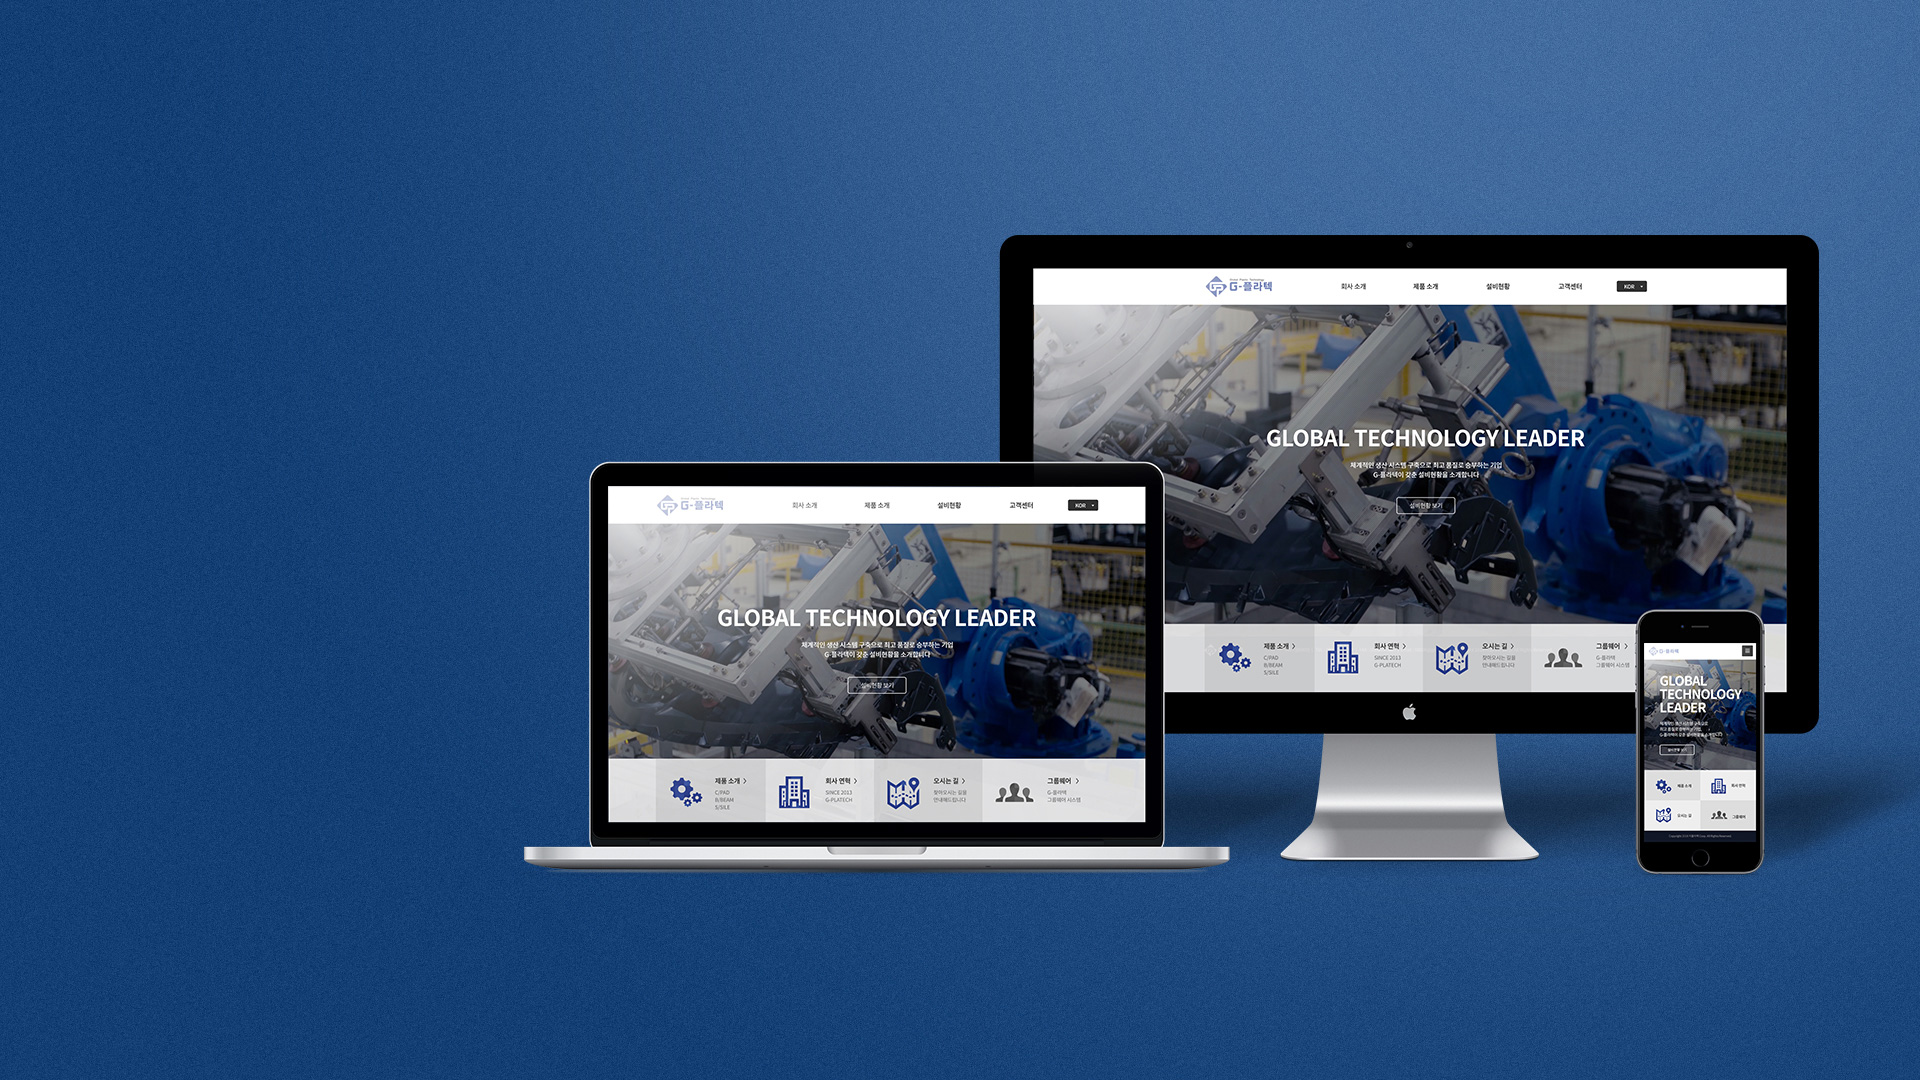 G-플라텍
회사 소개
제품 소개
설비현황
고객센터
KOR
GLOBAL TECHNOLOGY LEADER
체계적인 생산 시스템 구축으로 최고 품질로 승부하는 기업
G-플라텍이 갖춘 설비현황을 소개합니다
설비현황 보기
제품 소개 >
C/PAD
B/BEAM
S/SILE
회사 연혁 >
SINCE 2013
G-PLATECH
오시는 길 >
찾아오시는 길을
안내해드립니다
그룹웨어 >
G-플라텍
그룹웨어 시스템
G-플라텍
회사 소개
제품 소개
설비현황
고객센터
KOR
GLOBAL TECHNOLOGY LEADER
체계적인 생산 시스템 구축으로 최고 품질로 승부하는 기업
G-플라텍이 갖춘 설비현황을 소개합니다
설비현황 보기
제품 소개 >
C/PAD
B/BEAM
S/SILE
회사 연혁 >
SINCE 2013
G-PLATECH
오시는 길 >
찾아오시는 길을
안내해드립니다
그룹웨어 >
G-플라텍
그룹웨어 시스템
G-플라텍
GLOBAL
TECHNOLOGY
LEADER
설비현황 보기
제품 소개
회사 연혁
오시는 길
그룹웨어